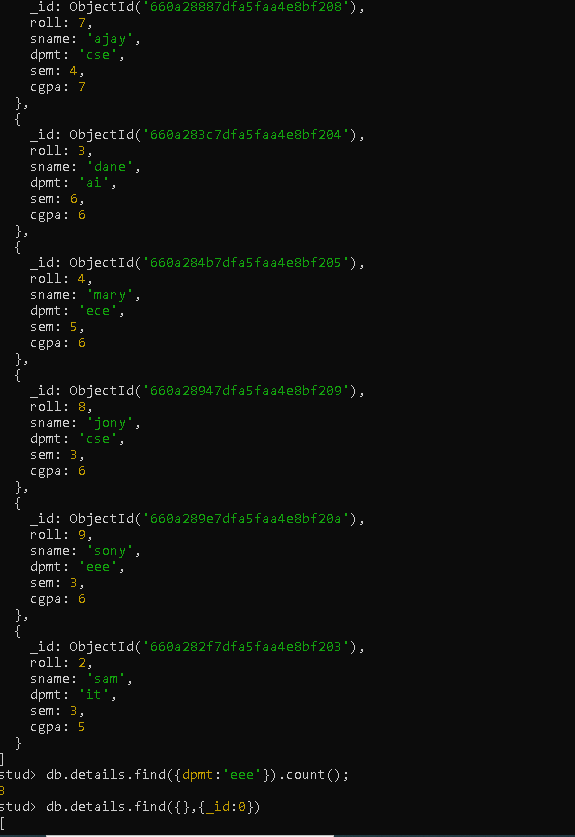 _id: ObjectId('660a28887dfa5faa4e8bf208'),
roll: 7,
sname: 'ajay',
dpmt: 'cse',
sem: 4,
cgpa: 7
},
{
_id: ObjectId('660a283c7dfa5faa4e8bf204'),
roll: 3,
sname: 'dane',
dpmt: 'ai',
sem: 6,
cgpa: 6
},
{
_id: ObjectId('660a284b7dfa5faa4e8bf205'),
roll: 4,
sname: 'mary',
dpmt: 'ece',
sem: 5,
cgpa: 6
},
{
_id: ObjectId('660a28947dfa5faa4e8bf209'),
roll: 8,
sname: 'jony',
dpmt: 'cse',
sem: 3,
cgpa: 6
},
{
_id: ObjectId('660a289e7dfa5faa4e8bf20a'),
roll: 9,
sname: 'sony',
dpmt: 'eee',
sem: 3,
cgpa: 6
},
{
_id: ObjectId('660a282f7dfa5faa4e8bf203'),
roll: 2,
sname: 'sam',
dpmt: 'it',
sem: 3,
cgpa: 5
}
]
stud> db.details.find({dpmt:'eee'}).count();
3
stud> db.details.find({},{_id:0})
[